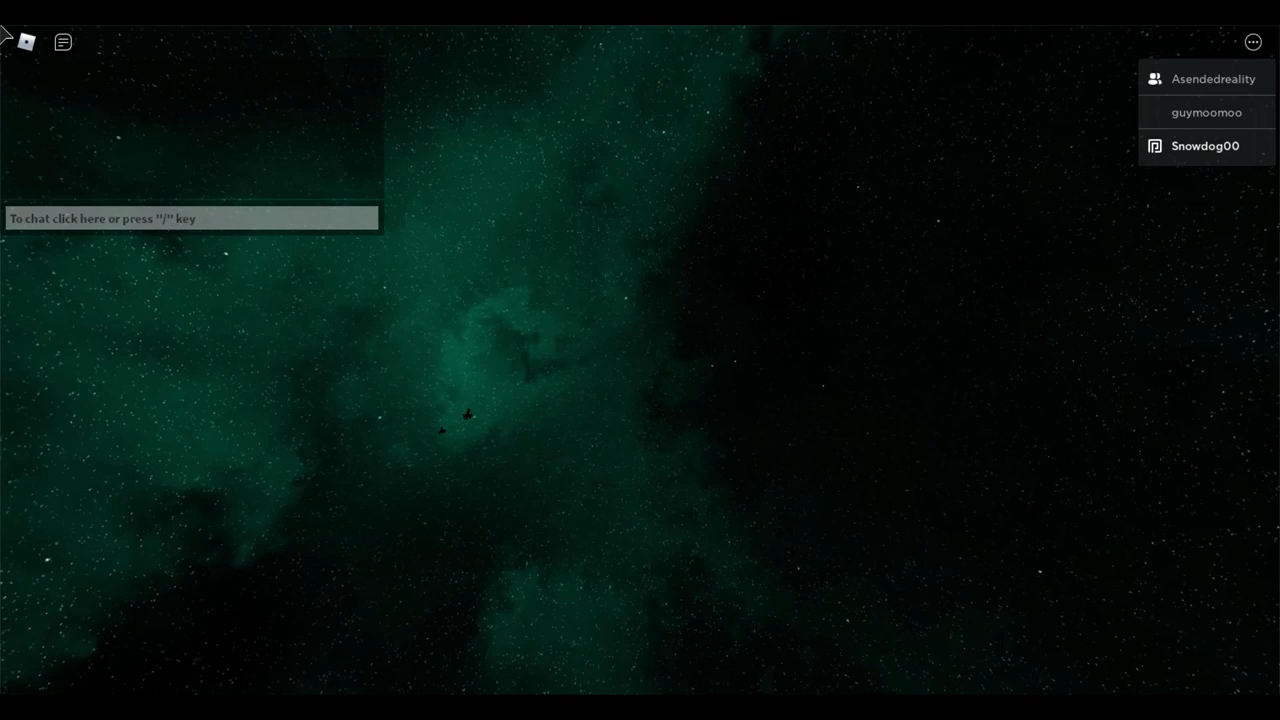 Asendedreality
guymoomoo
Snowdog00
To chat click here or press "/" key